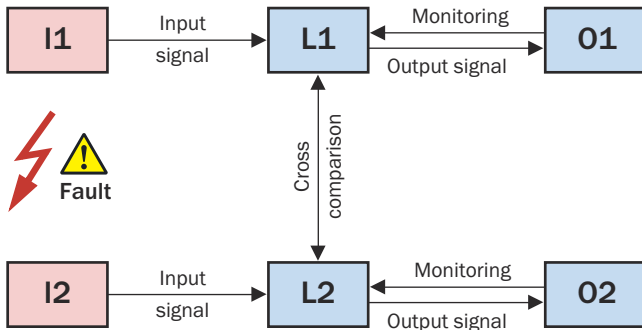 I1
Input
signal
L1
Monitoring
Output signal
O1
Fault
Cross
comparison
I2
Input
signal
L2
Monitoring
Output signal
O2